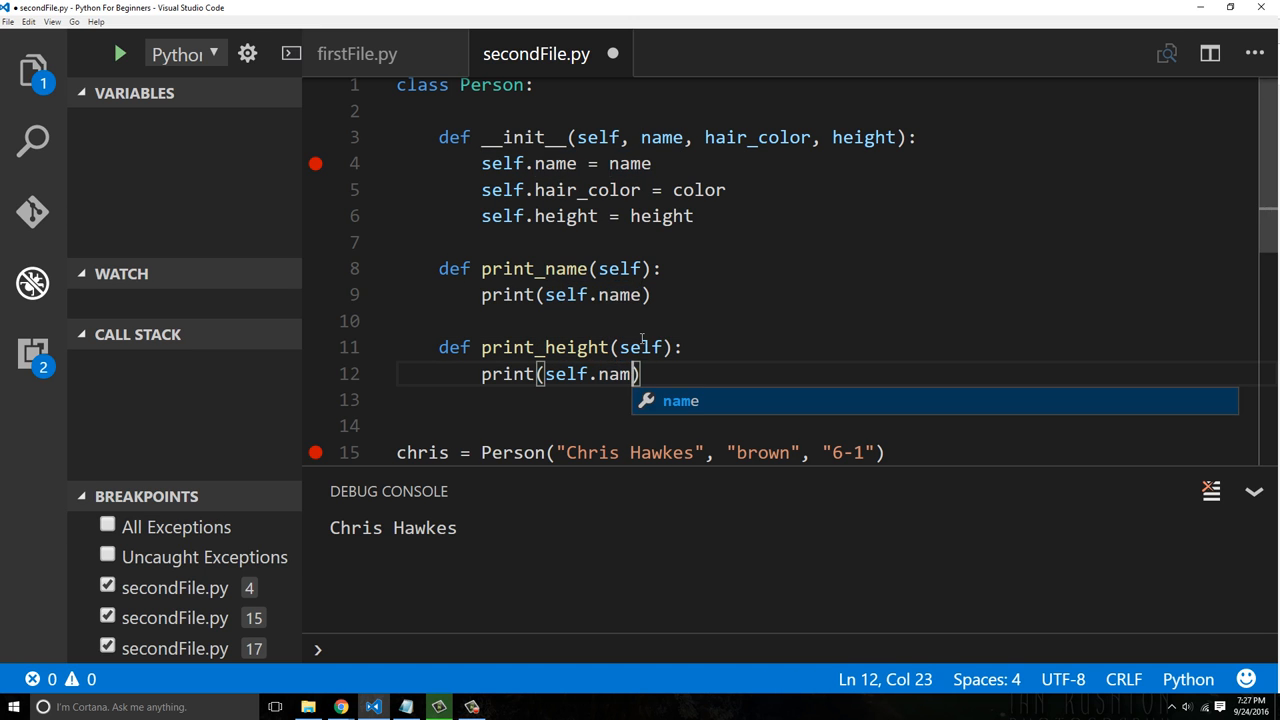 ● secondFile.py - Python For Beginners - Visual Studio Code
File Edit View Go Help
Pythor
firstFile.py
secondFile.py
1
VARIABLES
WATCH
CALL STACK
2
BREAKPOINTS
All Exceptions
Uncaught Exceptions
secondFile.py 4
secondFile.py 15
secondFile.py 17
1 class Person:
2
3 def __init__(self, name, hair_color, height):
4 self.name = name
5 self.hair_color = color
6 self.height = height
7
8 def print_name(self):
9 print(self.name)
10
11 def print_height(self):
12 print(self.nam)
13 name
14
15 chris = Person("Chris Hawkes", "brown", "6-1")
DEBUG CONSOLE
Chris Hawkes
0 0
Ln 12, Col 23 Spaces: 4 UTF-8 CRLF Python
I'm Cortana. Ask me anything.
7:27 PM
9/24/2016